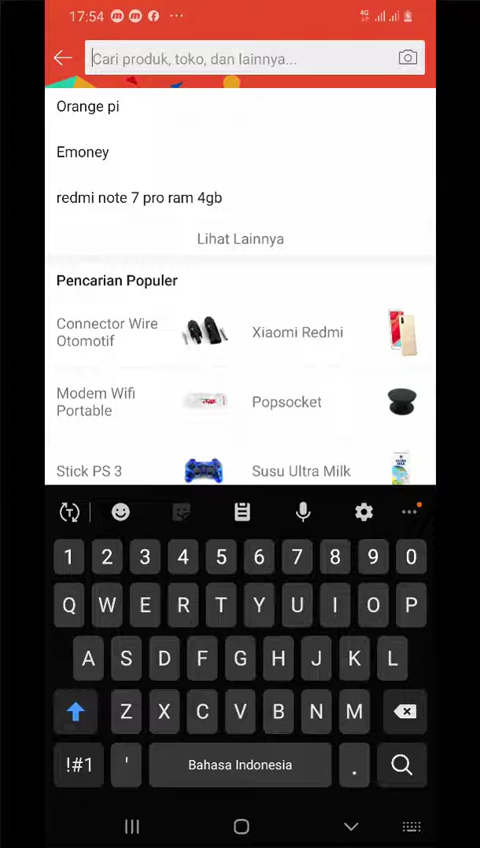 17:54
4G
Cari produk, toko, dan lainnya...
Orange pi
Emoney
redmi note 7 pro ram 4gb
Lihat Lainnya
Pencarian Populer
Connector Wire
Otomotif
Xiaomi Redmi
Modem Wifi
Portable
Popsocket
Stick PS 3
Susu Ultra Milk
T
1 2 3 4 5 6 7 8 9 0
Q W E R T Y U I O P
A S D F G H J K L
Z X C V B N M
!#1 ' Bahasa Indonesia .